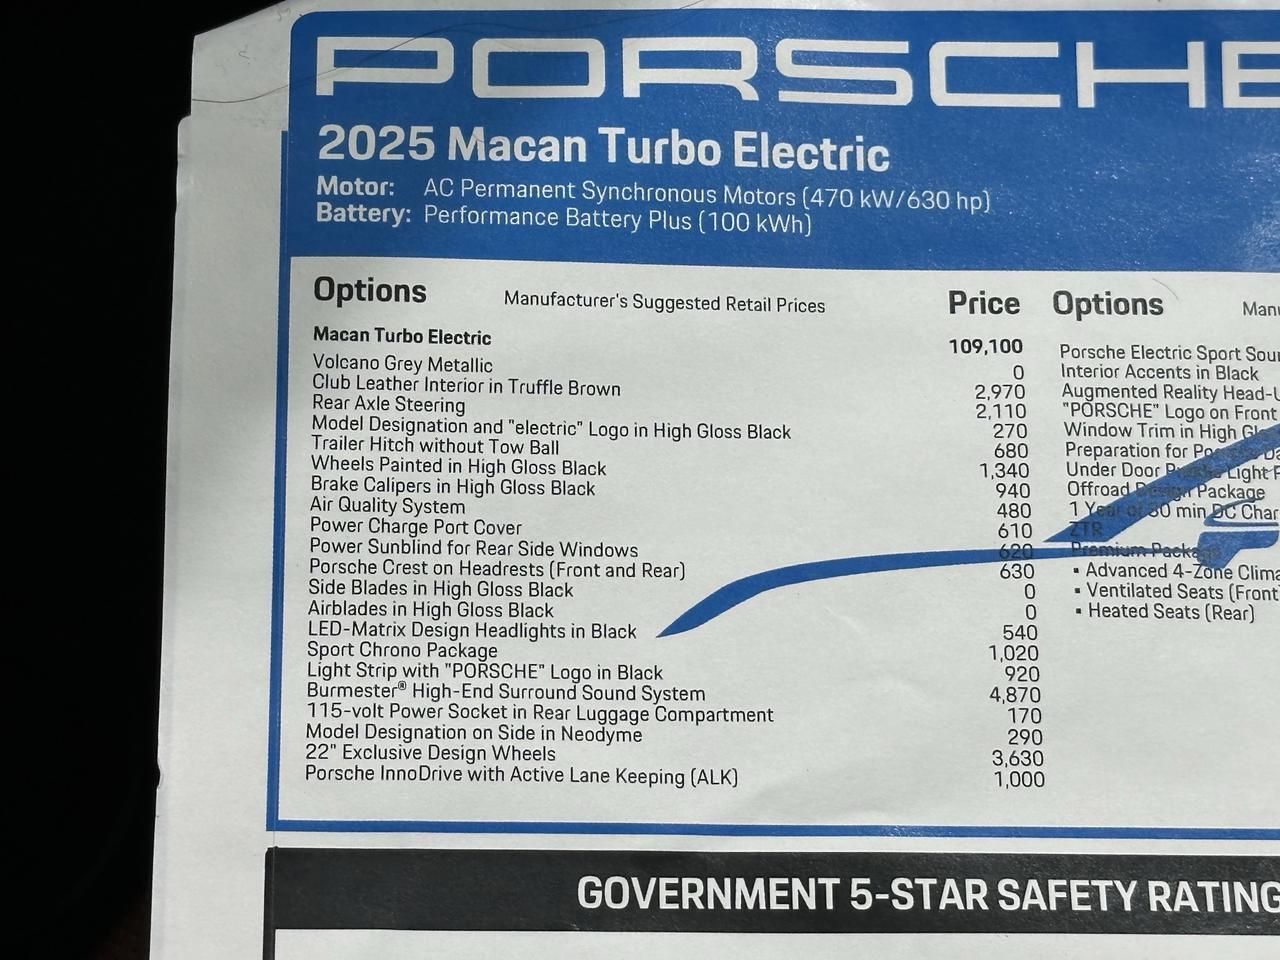 PORSCHE
2025 Macan Turbo Electric
Motor: AC Permanent Synchronous Motors (470 kW/630 hp)
Battery: Performance Battery Plus (100 kWh)
Options Manufacturer's Suggested Retail Prices Price
Macan Turbo Electric 109,100
Volcano Grey Metallic 0
Club Leather Interior in Truffle Brown 2,970
Rear Axle Steering 2,110
Model Designation and "electric" Logo in High Gloss Black 270
Trailer Hitch without Tow Ball 680
Wheels Painted in High Gloss Black 1,340
Brake Calipers in High Gloss Black 940
Air Quality System 480
Power Charge Port Cover 610
Power Sunblind for Rear Side Windows 620
Porsche Crest on Headrests (Front and Rear) 630
Side Blades in High Gloss Black 0
Airblades in High Gloss Black 0
LED-Matrix Design Headlights in Black 540
Sport Chrono Package 1,020
Light Strip with "PORSCHE" Logo in Black 920
Burmester® High-End Surround Sound System 4,870
115-volt Power Socket in Rear Luggage Compartment 170
Model Designation on Side in Neodyme 290
22" Exclusive Design Wheels 3,630
Porsche InnoDrive with Active Lane Keeping (ALK) 1,000
Options
Porsche Electric Sport
Interior Accents in Black
Augmented Reality
"PORSCHE" Logo on Front
Window Trim in High
Preparation for
Under Door Light
Offroad Design Package
1 Year of 30 min DC
ZTR
Premium Package
▪ Advanced 4-Zone
▪ Ventilated Seats (Front
▪ Heated Seats (Rear)
GOVERNMENT 5-STAR SAFETY RATING